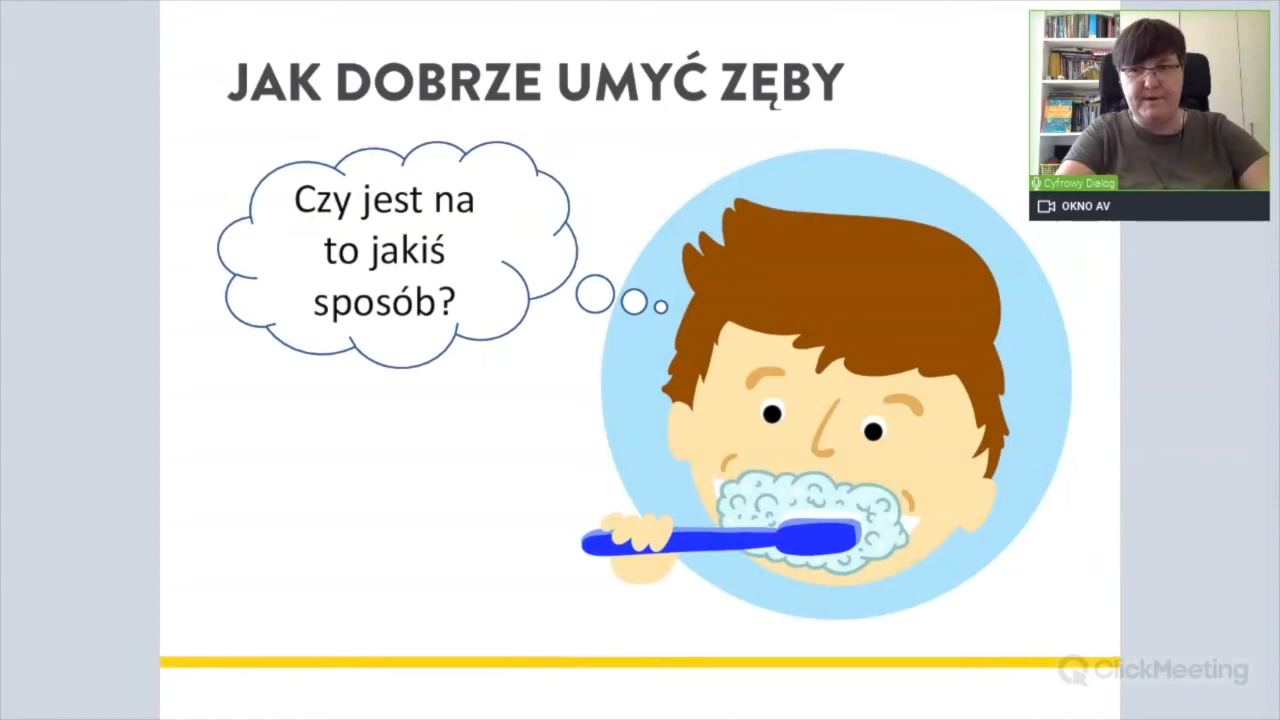 JAK DOBRZE UMYĆ ZĘBY
Czy jest na
to jakiś
sposób?
Cyfrowy Dialog
OKNO AV
ClickMeeting